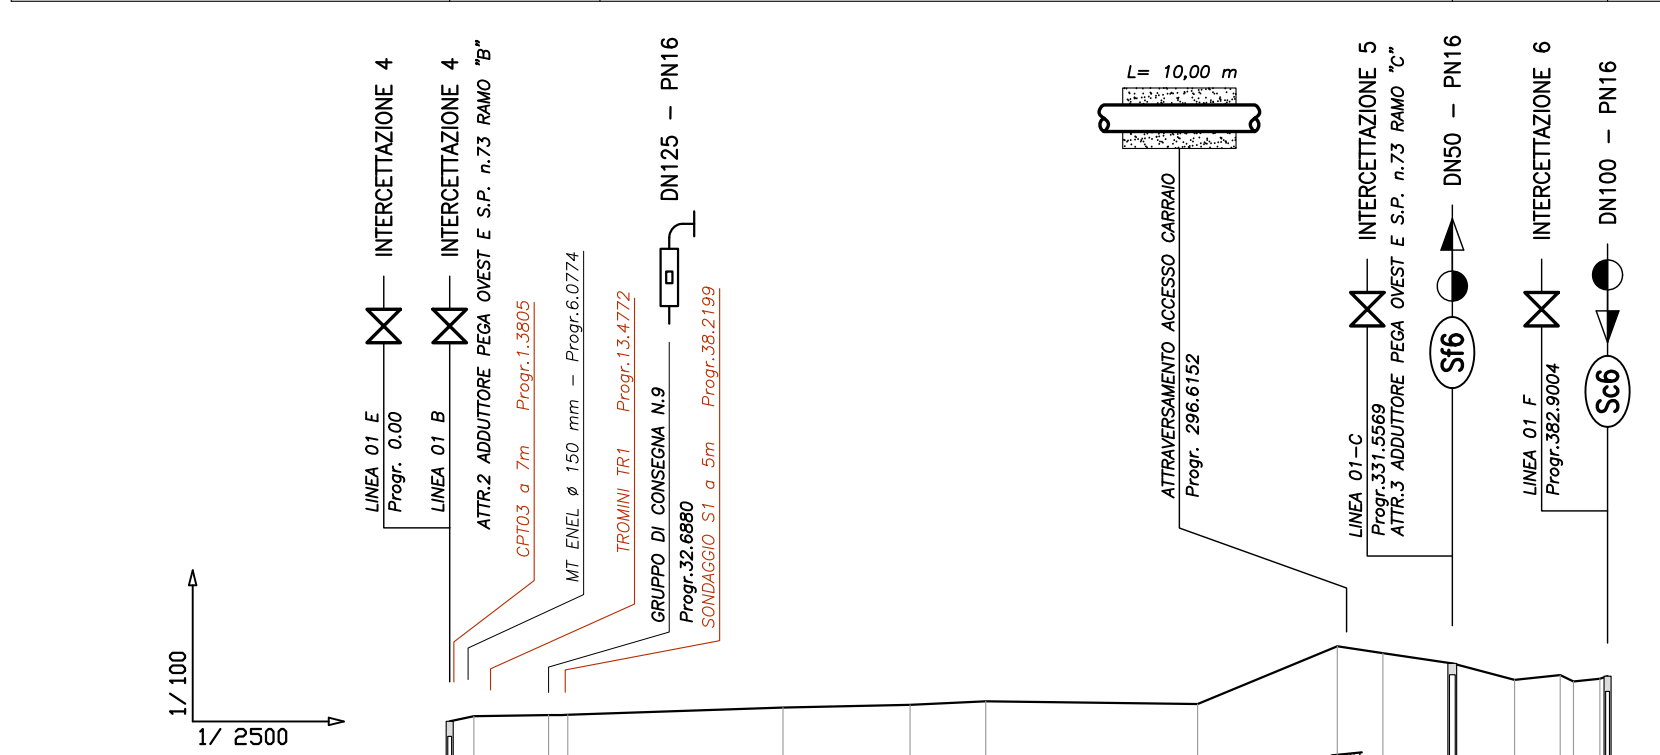 INTERCETTAZIONE 4
LINEA 01 E
Progr. 0.00
INTERCETTAZIONE 4
LINEA 01 B
ATTR.2 ADDUTTORE PEGA OVEST E S.P. n.73 RAMO "B"
CPT03 a 7m Progr.1.3805
MT ENEL ø 150 mm - Progr.6.0774
TROMINI TR1 Progr.13.4772
DN125 - PN16
GRUPPO DI CONSEGNA N.9
Progr.32.6880
SONDAGGIO S1 a 5m Progr.38.2199
L= 10,00 m
ATTRAVERSAMENTO ACCESSO CARRAIO
Progr. 296.6152
INTERCETTAZIONE 5
LINEA 01-C
Progr.331.5569
ATTR.3 ADDUTTORE PEGA OVEST E S.P. n.73 RAMO "C"
DN50 - PN16
Sf6
INTERCETTAZIONE 6
LINEA 01 F
Progr.382.9004
DN100 - PN16
Sc6
1/100
1/ 2500